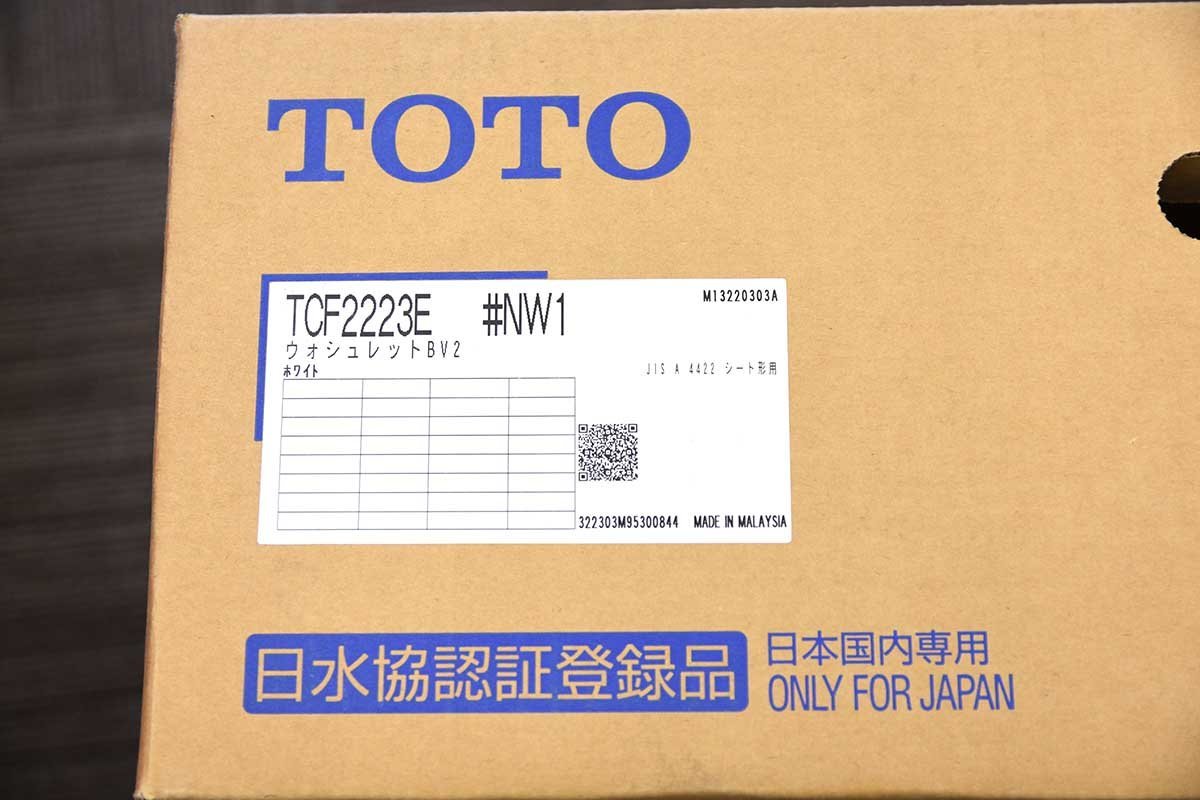 TOTO
TCF2223E #NW1
M13220303A
ウォシュレットBV2
ホワイト
JIS A 4422 シート形用
322303M95300844 MADE IN MALAYSIA
日水協認証登録品
日本国内専用
ONLY FOR JAPAN